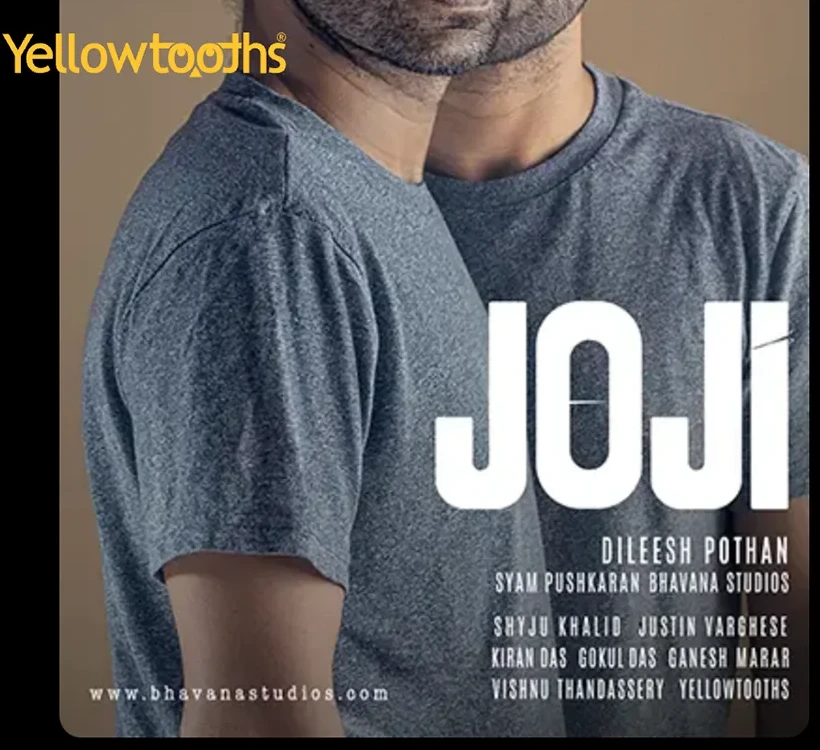 Yellowtooths®
JOJI
DILEESH POTHAN
SYAM PUSHKARAN BHAVANA STUDIOS
SHYJU KHALID JUSTIN VARGHESE
KIRAN DAS GOKUL DAS GANESH MARAR
VISHNU THANDASSERY YELLOWTOOTHS
www.bhavanastudios.com